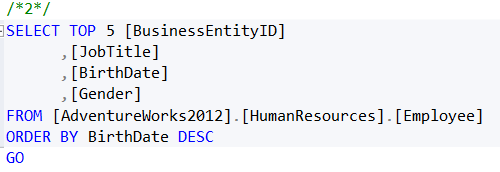 /*2*/
SELECT TOP 5 [BusinessEntityID]
,[JobTitle]
,[BirthDate]
,[Gender]
FROM [AdventureWorks2012].[HumanResources].[Employee]
ORDER BY BirthDate DESC
GO